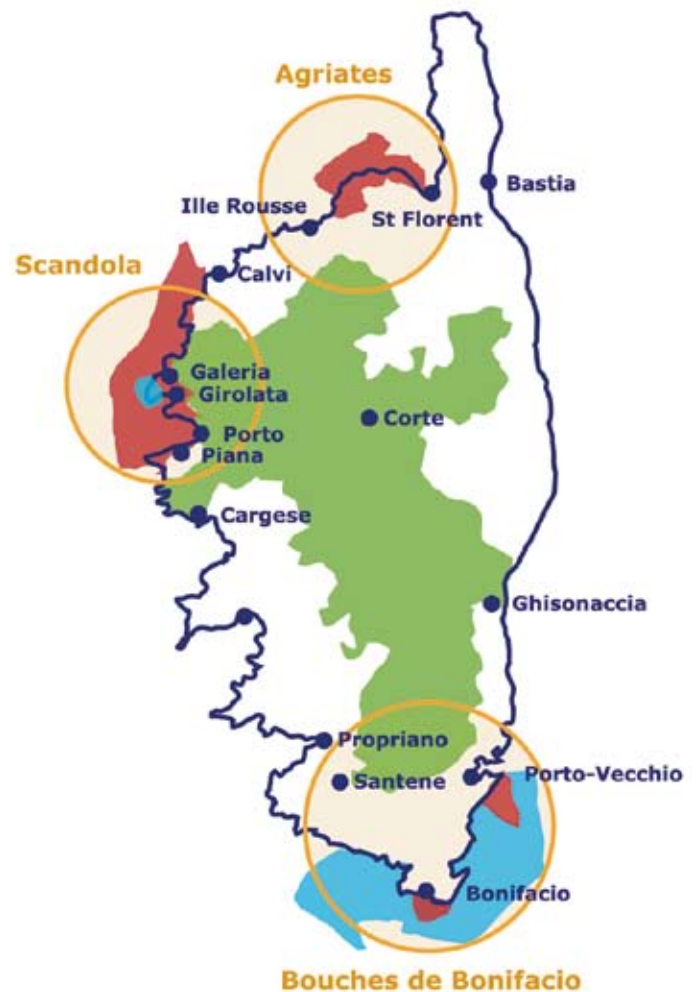 Agriates
Bastia
Ille Rousse
St Florent
Scandola
Calvi
Galeria
Girolata
Corte
Porto
Piana
Cargese
Ghisonaccia
Propriano
Porto-Vecchio
Santene
Bonifacio
Bouches de Bonifacio